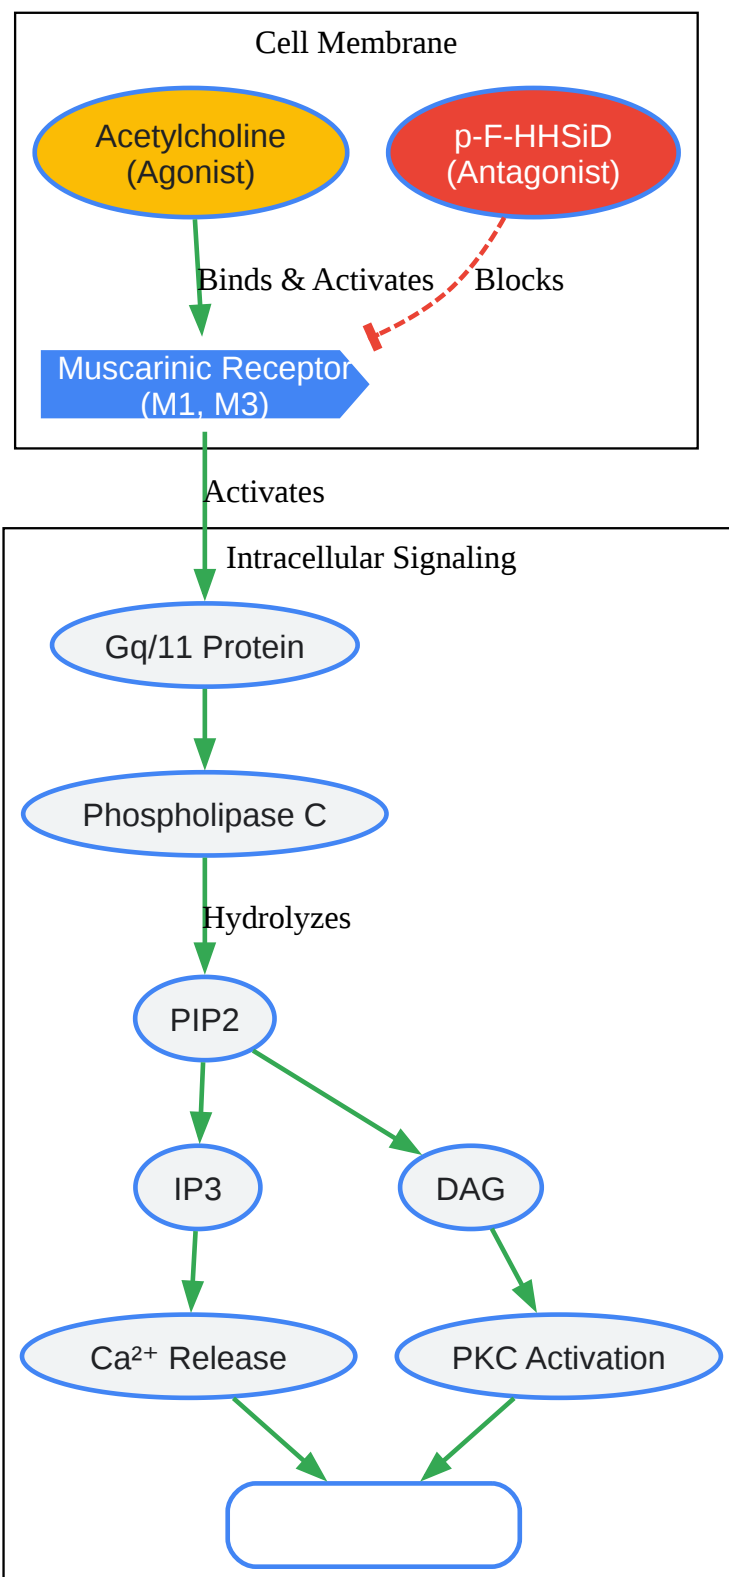 Cell Membrane
Acetylcholine
(Agonist)
p-F-HHSiD
(Antagonist)
Binds & Activates
Blocks
Muscarinic Receptor
(M1, M3)
Activates
Intracellular Signaling
Gq/11 Protein
Phospholipase C
Hydrolyzes
PIP2
IP3
DAG
Ca²⁺ Release
PKC Activation